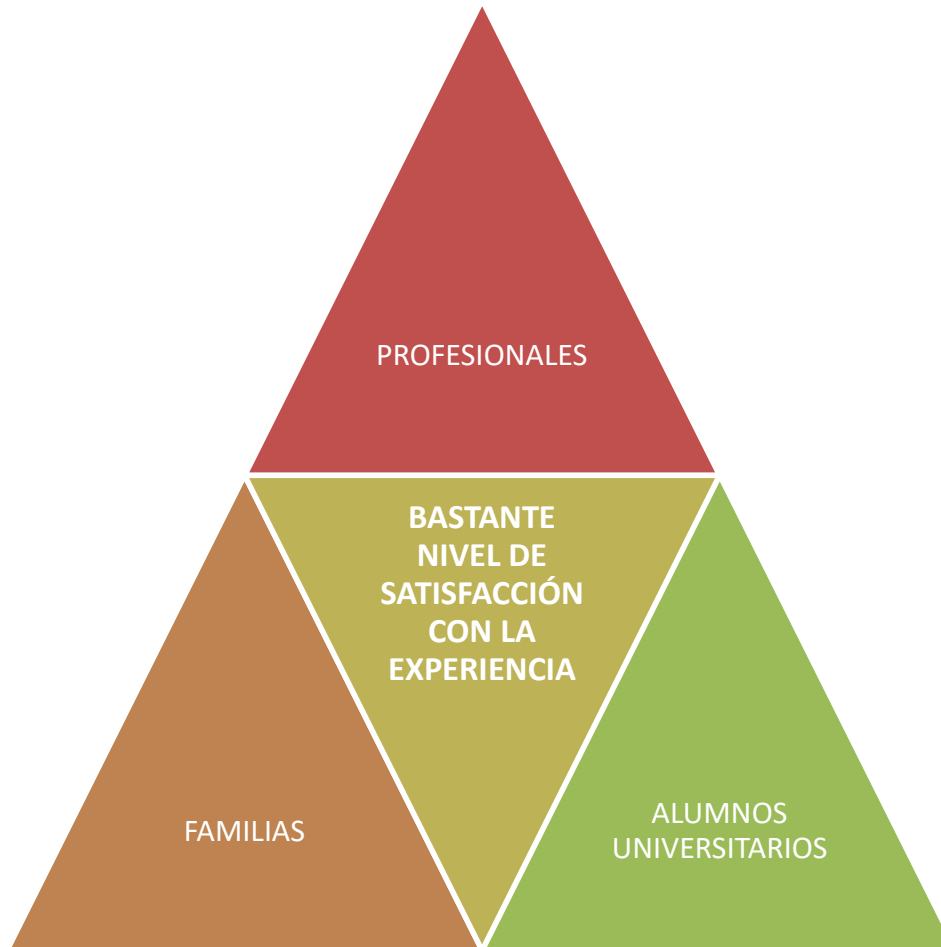 PROFESIONALES
BASTANTE
NIVEL DE
SATISFACCIÓN
CON LA
EXPERIENCIA
FAMILIAS
ALUMNOS
UNIVERSITARIOS